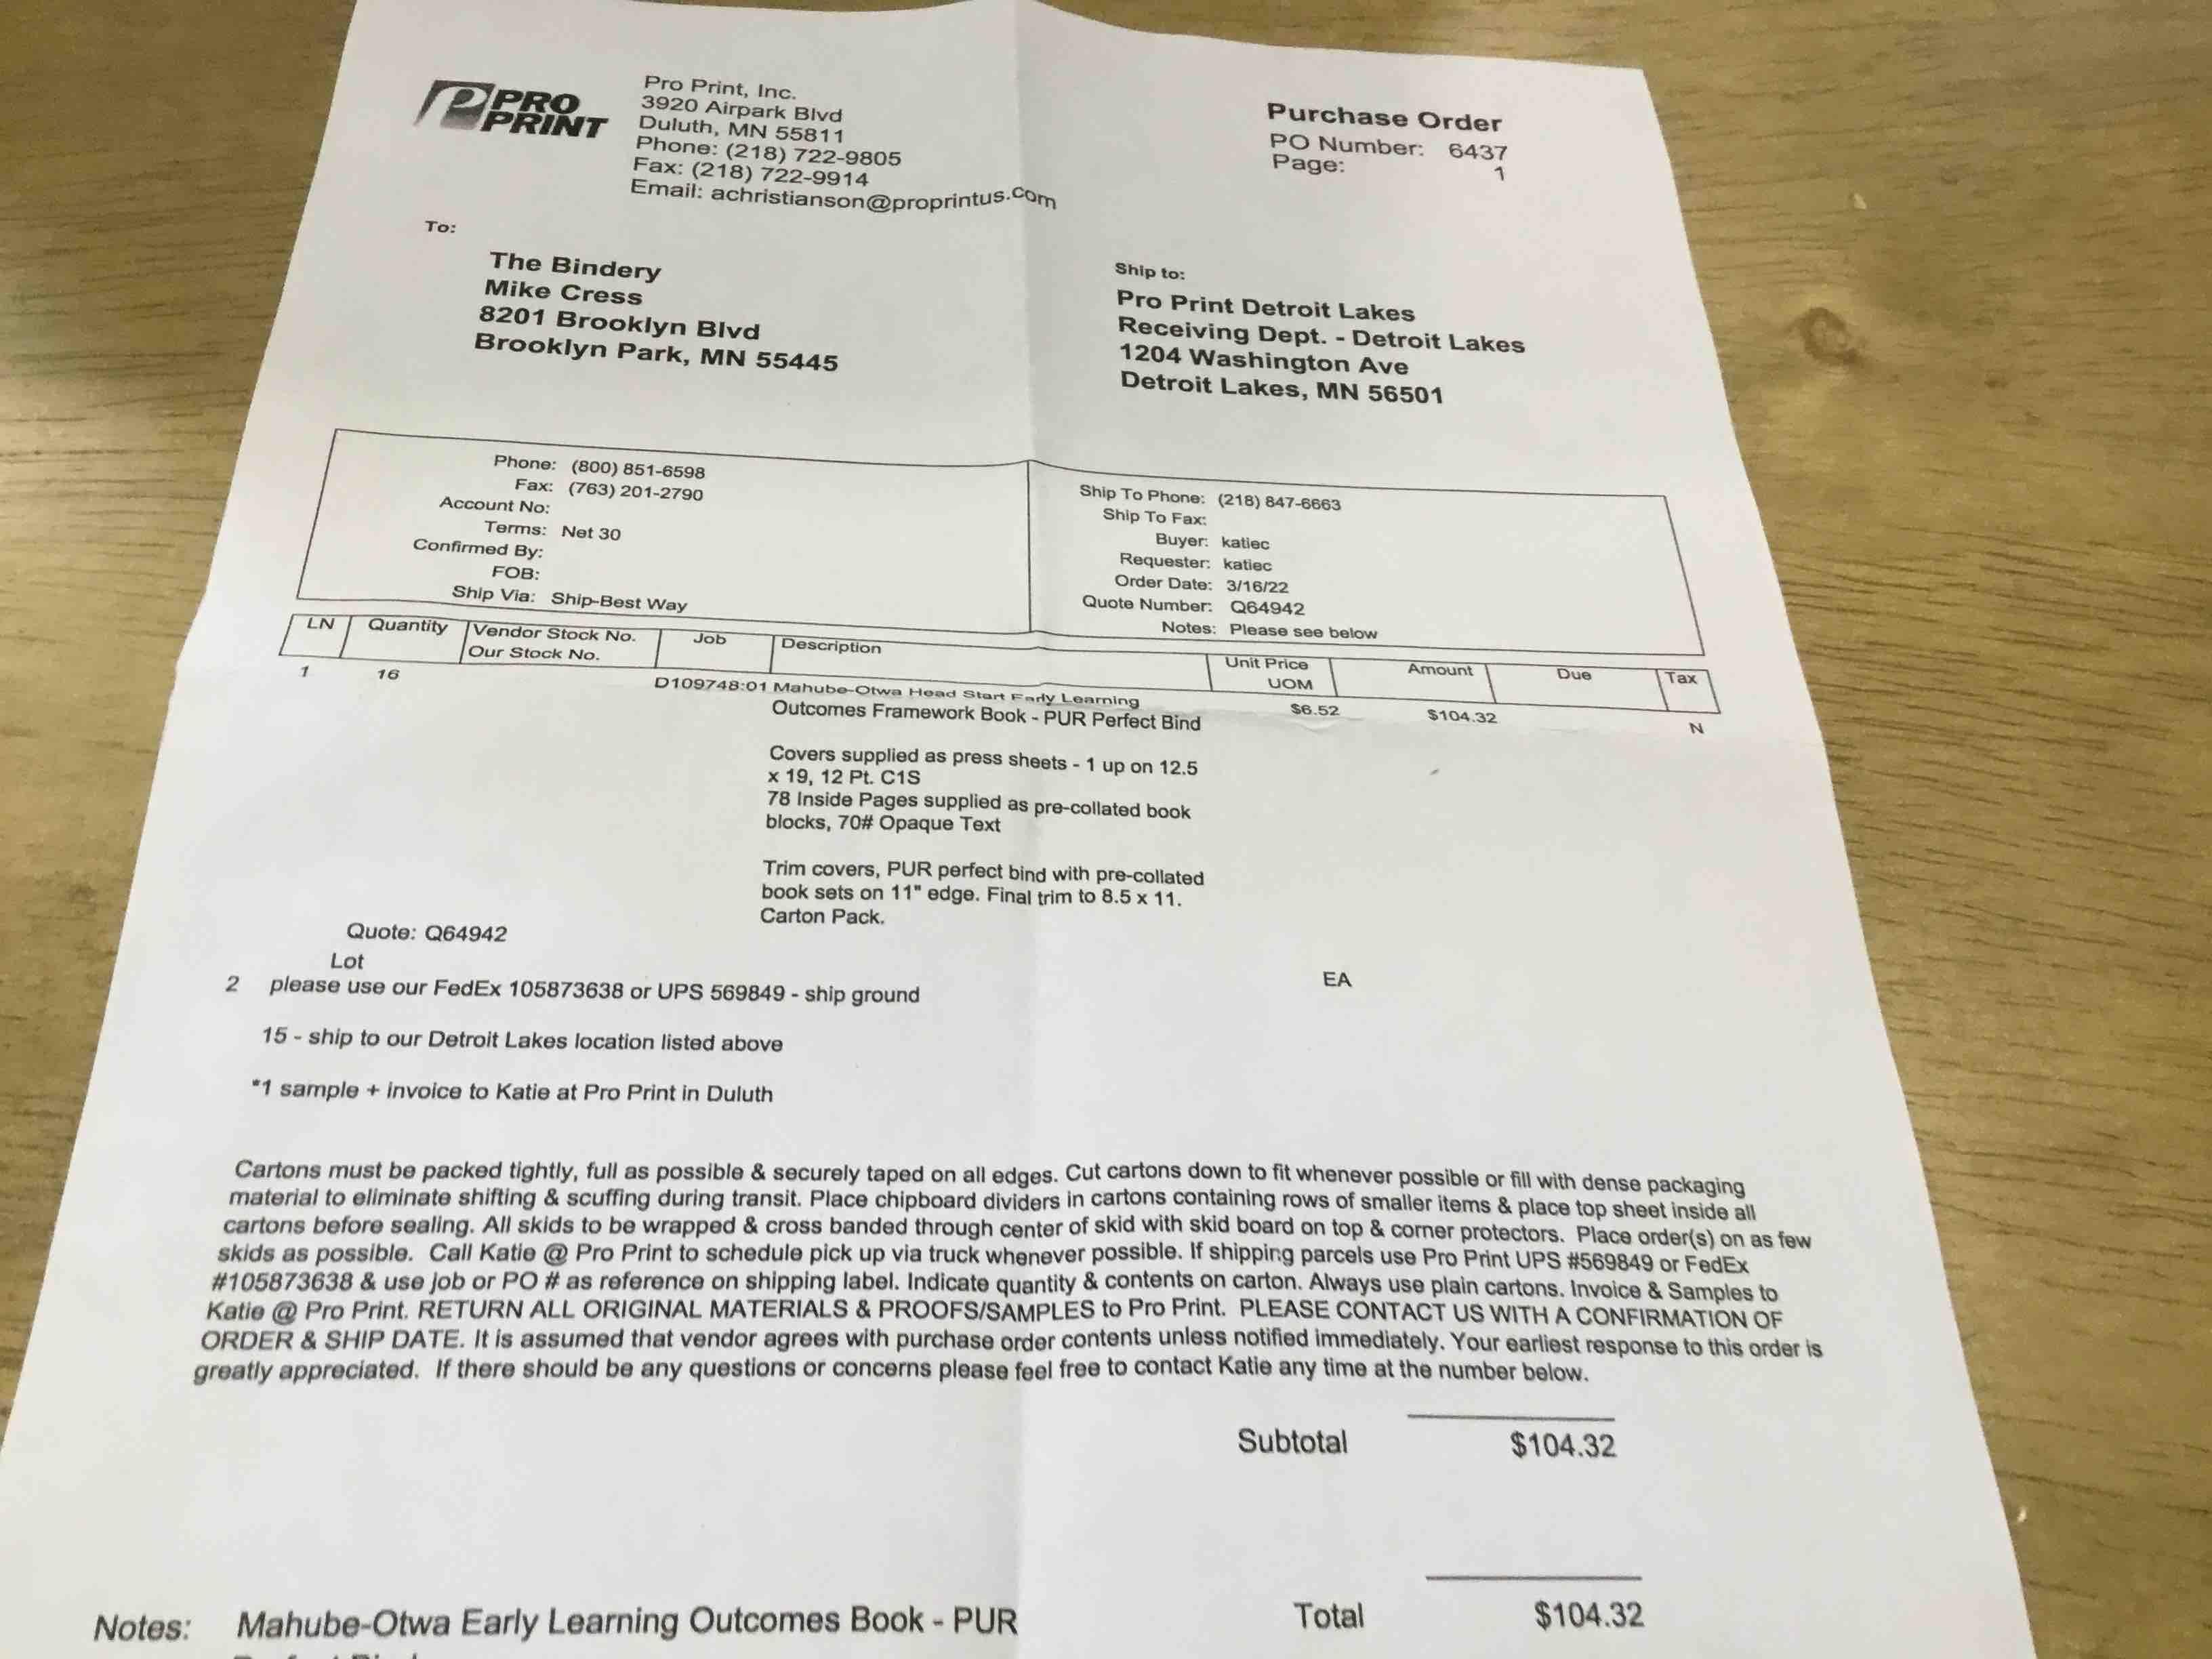 PRO
PRINT
Pro Print, Inc.
3920 Airpark Blvd
Duluth, MN 55811
Phone: (218) 722-9805
Fax: (218) 722-9914
Email: achristianson@proprintus.com
Purchase Order
PO Number: 6437
Page: 1
To:
The Bindery
Mike Cress
8201 Brooklyn Blvd
Brooklyn Park, MN 55445
Ship to:
Pro Print Detroit Lakes
Receiving Dept. - Detroit Lakes
1204 Washington Ave
Detroit Lakes, MN 56501
Phone: (800) 851-6598
Fax: (763) 201-2790
Account No:
Terms: Net 30
Confirmed By:
FOB:
Ship Via: Ship-Best Way
Ship To Phone: (218) 847-6663
Ship To Fax:
Buyer: katiec
Requester: katiec
Order Date: 3/16/22
Quote Number: Q64942
Notes: Please see below
LN Quantity Vendor Stock No. Job Description Unit Price Amount Due Tax
Our Stock No. UOM
1 16 D109748:01 Mahube-Otwa Head Start Early Learning $6.52 $104.32 N
Outcomes Framework Book - PUR Perfect Bind
Covers supplied as press sheets - 1 up on 12.5
x 19, 12 Pt. C1S
78 Inside Pages supplied as pre-collated book
blocks, 70# Opaque Text
Trim covers, PUR perfect bind with pre-collated
book sets on 11" edge. Final trim to 8.5 x 11.
Carton Pack.
Quote: Q64942
Lot
2 please use our FedEx 105873638 or UPS 569849 - ship ground EA
15 - ship to our Detroit Lakes location listed above
*1 sample + invoice to Katie at Pro Print in Duluth
Cartons must be packed tightly, full as possible & securely taped on all edges. Cut cartons down to fit whenever possible or fill with dense packaging
material to eliminate shifting & scuffing during transit. Place chipboard dividers in cartons containing rows of smaller items & place top sheet inside all
cartons before sealing. All skids to be wrapped & cross banded through center of skid with skid board on top & corner protectors. Place order(s) on as few
skids as possible. Call Katie @ Pro Print to schedule pick up via truck whenever possible. If shipping parcels use Pro Print UPS #569849 or FedEx
#105873638 & use job or PO # as reference on shipping label. Indicate quantity & contents on carton. Always use plain cartons. Invoice & Samples to
Katie @ Pro Print. RETURN ALL ORIGINAL MATERIALS & PROOFS/SAMPLES to Pro Print. PLEASE CONTACT US WITH A CONFIRMATION OF
ORDER & SHIP DATE. It is assumed that vendor agrees with purchase order contents unless notified immediately. Your earliest response to this order is
greatly appreciated. If there should be any questions or concerns please feel free to contact Katie any time at the number below.
Subtotal $104.32
Total $104.32
Notes: Mahube-Otwa Early Learning Outcomes Book - PUR